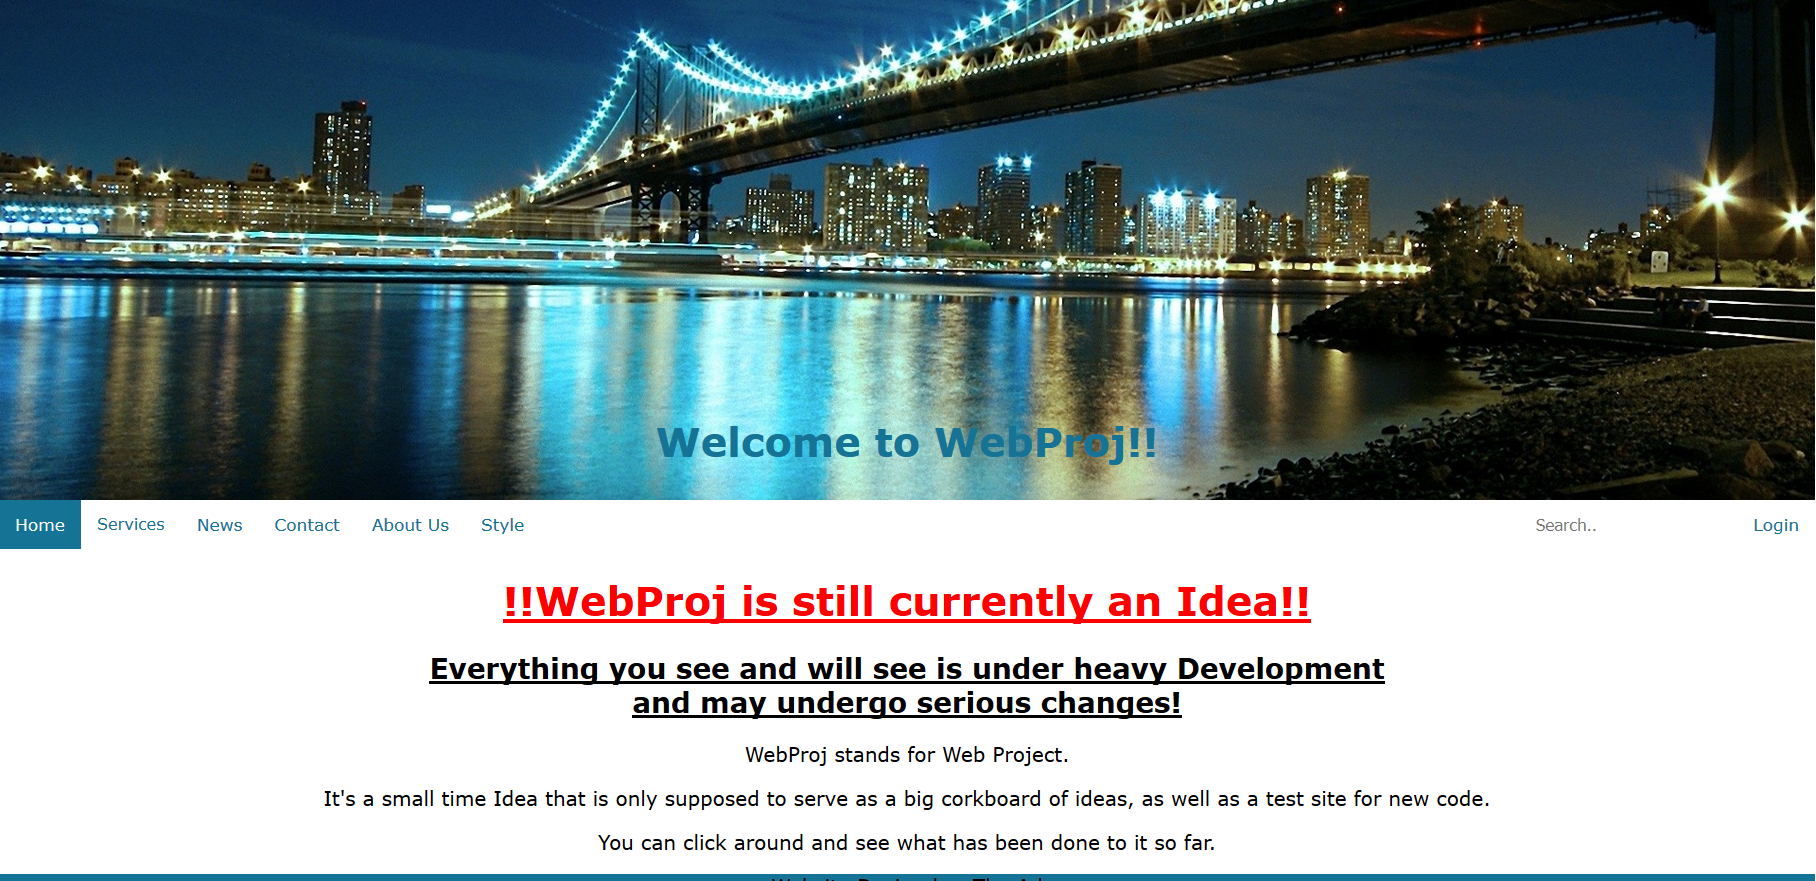 Welcome to WebProj!!
Home Services News Contact About Us Style Search.. Login
!!WebProj is still currently an Idea!!
Everything you see and will see is under heavy Development
and may undergo serious changes!
WebProj stands for Web Project.
It's a small time Idea that is only supposed to serve as a big corkboard of ideas, as well as a test site for new code.
You can click around and see what has been done to it so far.